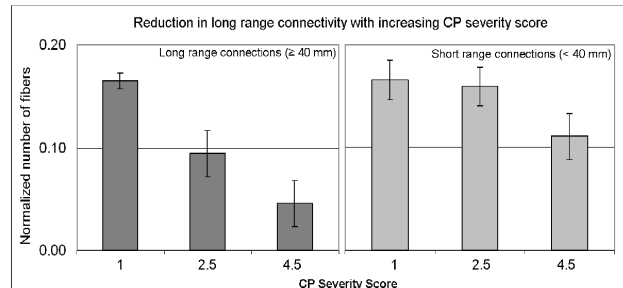 Reduction in long range connectivity with increasing CP severity score
Long range connections (≥ 40 mm)
Short range connections (< 40 mm)
Normalized number of fibers
0.20
0.10
0.00
1 2.5 4.5
1 2.5 4.5
CP Severity Score